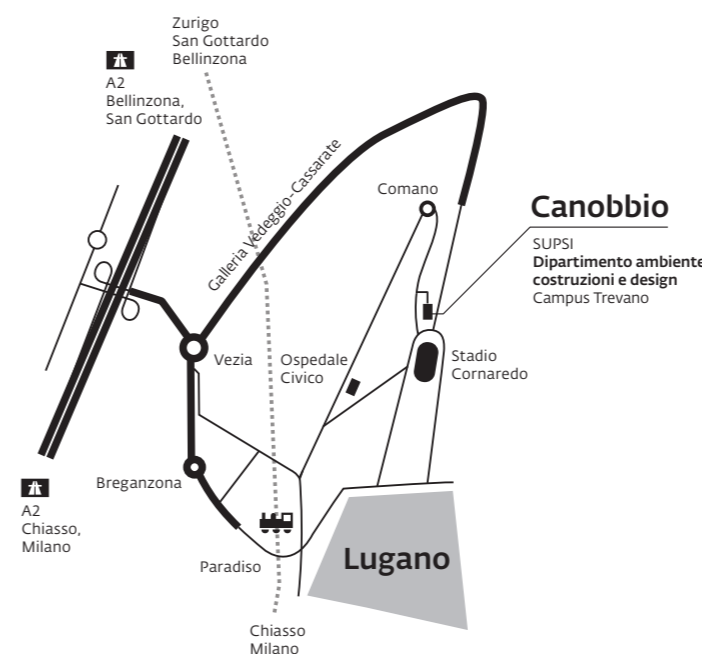 Zurigo
San Gottardo
Bellinzona
A2
Bellinzona,
San Gottardo
Galleria Vedeggio-Cassarate
Comano
Canobbio
SUPSI
Dipartimento ambiente
costruzioni e design
Campus Trevano
Vezia
Ospedale
Civico
Stadio
Cornaredo
Breganzona
A2
Chiasso,
Milano
Paradiso
Lugano
Chiasso
Milano